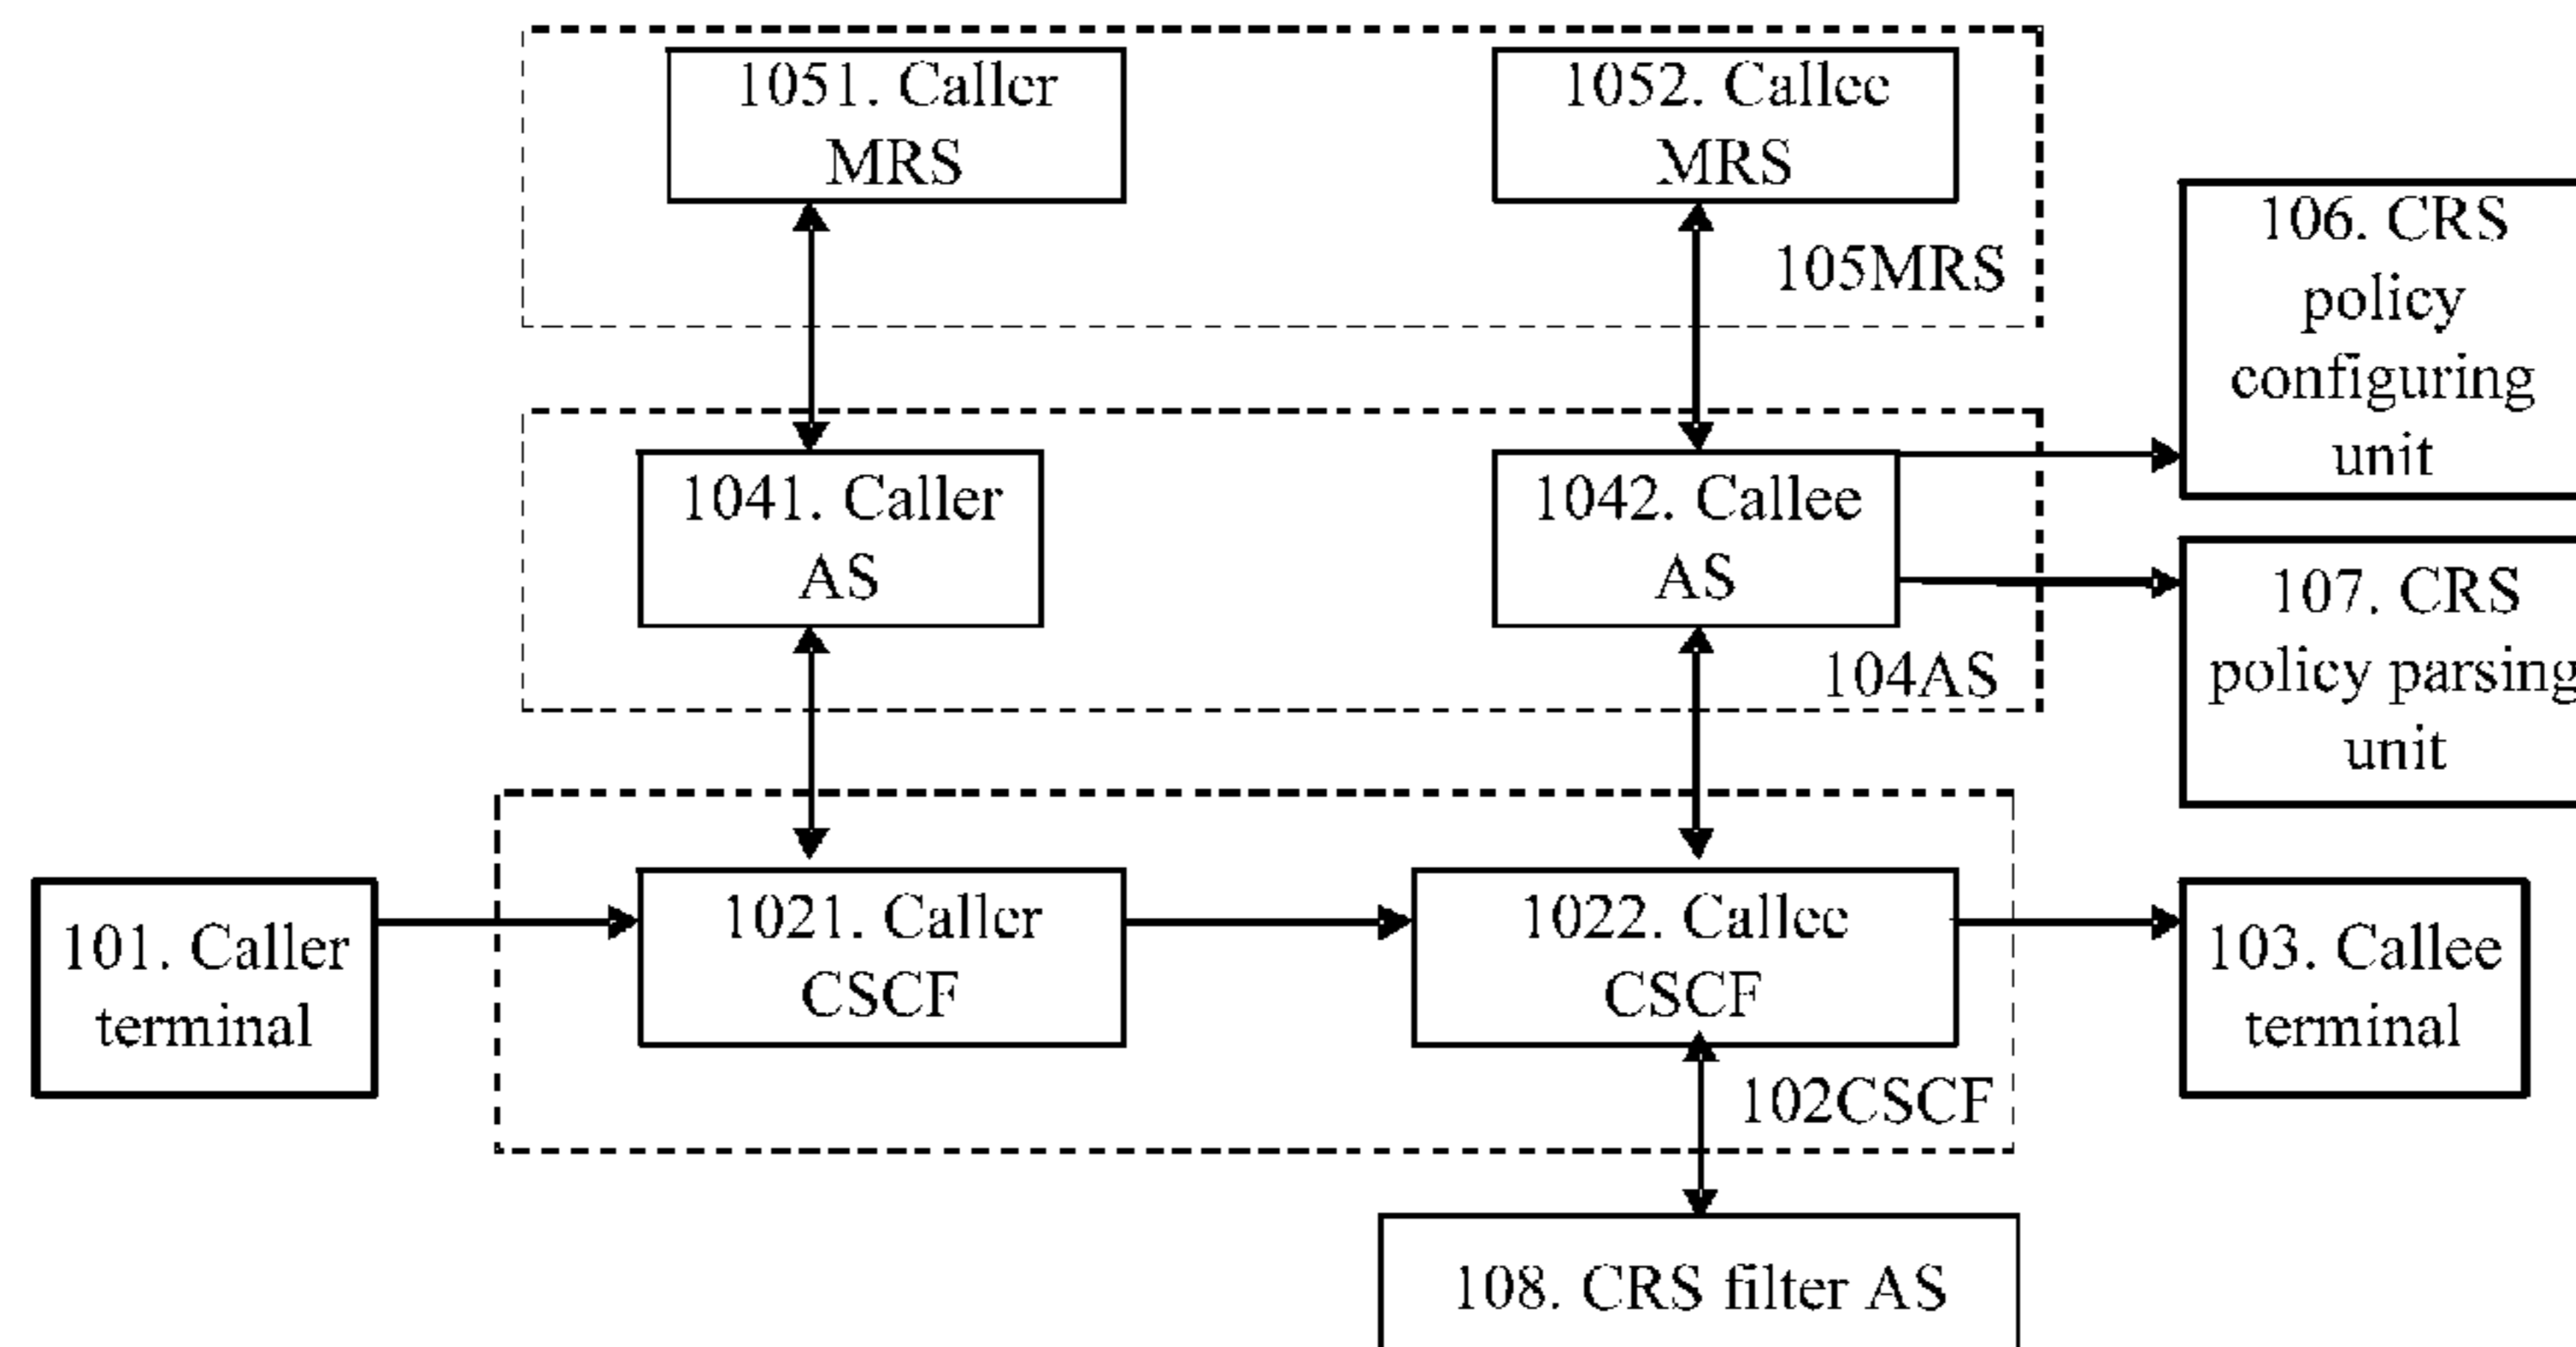 1051. Caller
MRS
1052. Callee
MRS
105MRS
106. CRS
policy
configuring
unit
1041. Caller
AS
1042. Callee
AS
104AS
107. CRS
policy parsing
unit
101. Caller
terminal
1021. Caller
CSCF
1022. Callee
CSCF
102CSCF
103. Callee
terminal
108. CRS filter AS